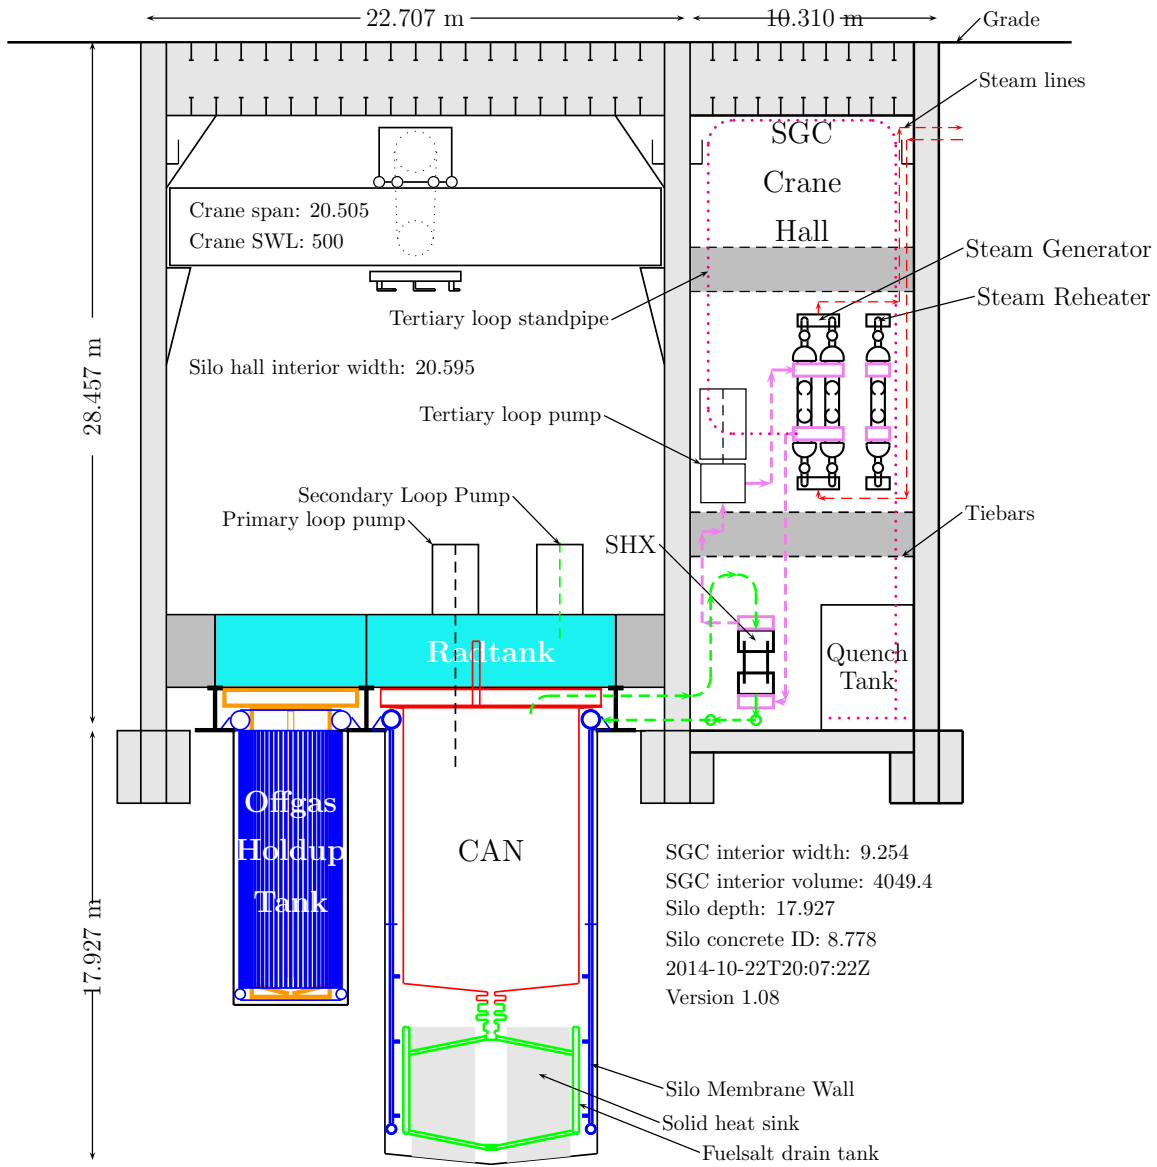 22.707 m
10.310 m
Grade
Steam lines
SGC
Crane
Hall
Crane span: 20.505
Crane SWL: 500
Steam Generator
Steam Reheater
Tertiary loop standpipe
28.457 m
Silo hall interior width: 20.595
Tertiary loop pump
Secondary Loop Pump
Primary loop pump
Tiebars
SHX
Radtank
Quench
Tank
Offgas
Holdup
Tank
CAN
17.927 m
SGC interior width: 9.254
SGC interior volume: 4049.4
Silo depth: 17.927
Silo concrete ID: 8.778
2014-10-22T20:07:22Z
Version 1.08
Silo Membrane Wall
Solid heat sink
Fuelsalt drain tank